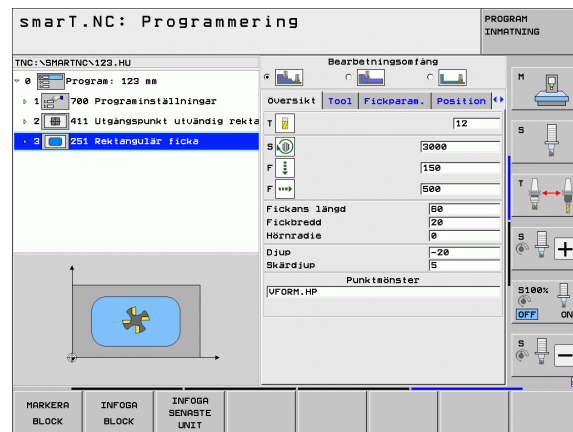 smarT.NC: Programmering
PROGRAM
INMATNING
TNC:\SMARTNC\123.HU
0 Program: 123 mm
1 700 Programinställningar
2 411 Utgångspunkt utvändig rekta
3 251 Rektangulär ficka
Bearbetningsomfång
Översikt Tool Fickparam. Position
T 12
S 3000
F 150
F 500
Fickans längd 60
Fickbredd 20
Hörnradie 0
Djup -20
Skärdjup 5
Punktmönster
VFORM.HP
M
S
T
S
S100%
OFF ON
S
MARKERA
BLOCK
INFOGA
BLOCK
INFOGA
SENASTE
UNIT